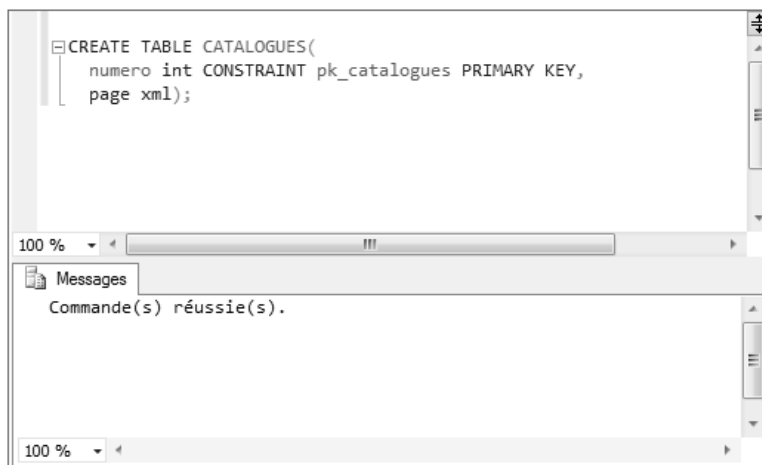 CREATE TABLE CATALOGUES(
numero int CONSTRAINT pk_catalogues PRIMARY KEY,
page xml);
100 %
Messages
Commande(s) réussie(s).
100 %